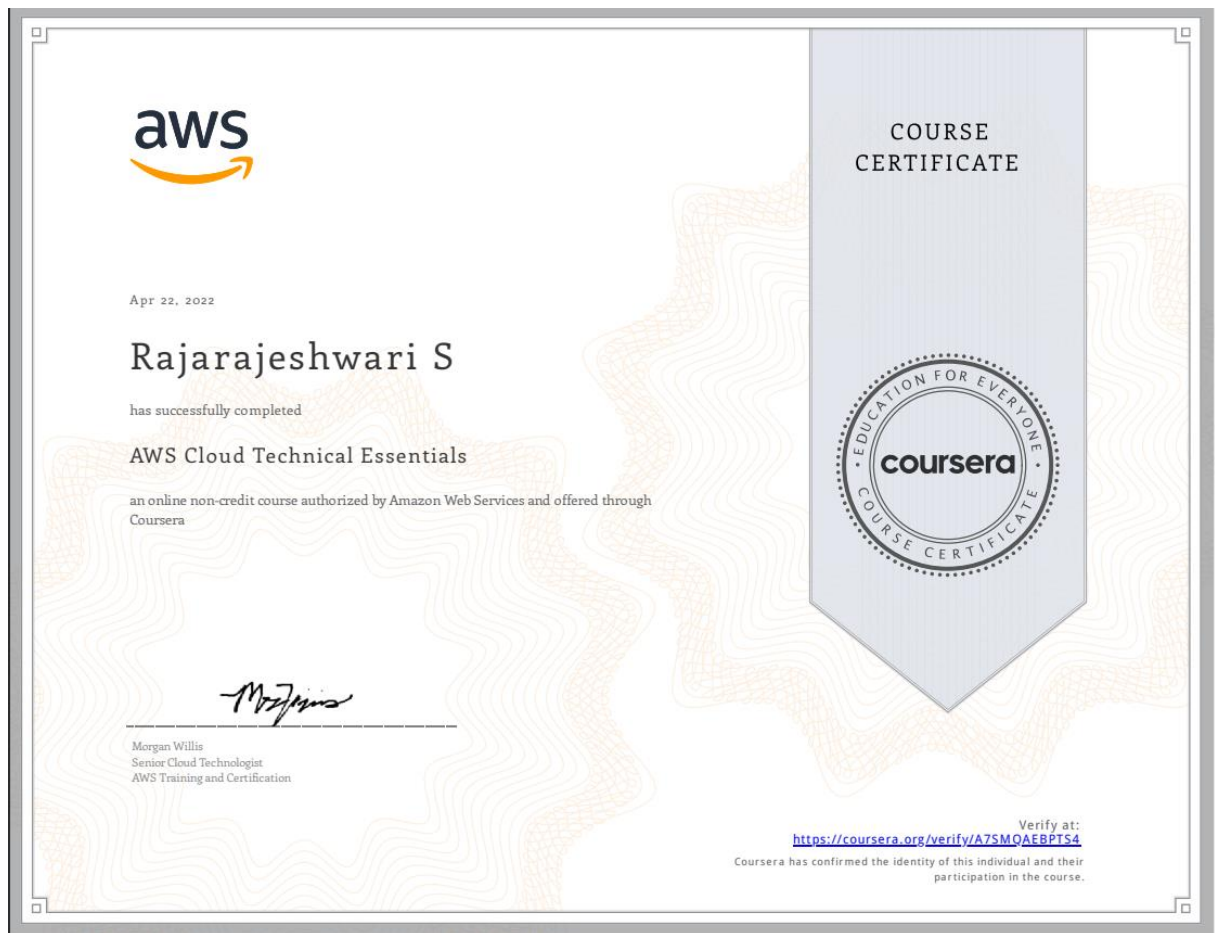 aws
COURSE
CERTIFICATE
Apr 22, 2022
Rajarajeshwari S
has successfully completed
AWS Cloud Technical Essentials
an online non-credit course authorized by Amazon Web Services and offered through
Coursera
EDUCATION FOR EVERYONE
coursera
COURSE CERTIFICATE
Morgan Willis
Senior Cloud Technologist
AWS Training and Certification
Verify at:
https://coursera.org/verify/A7SMQAEBPTS4
Coursera has confirmed the identity of this individual and their
participation in the course.